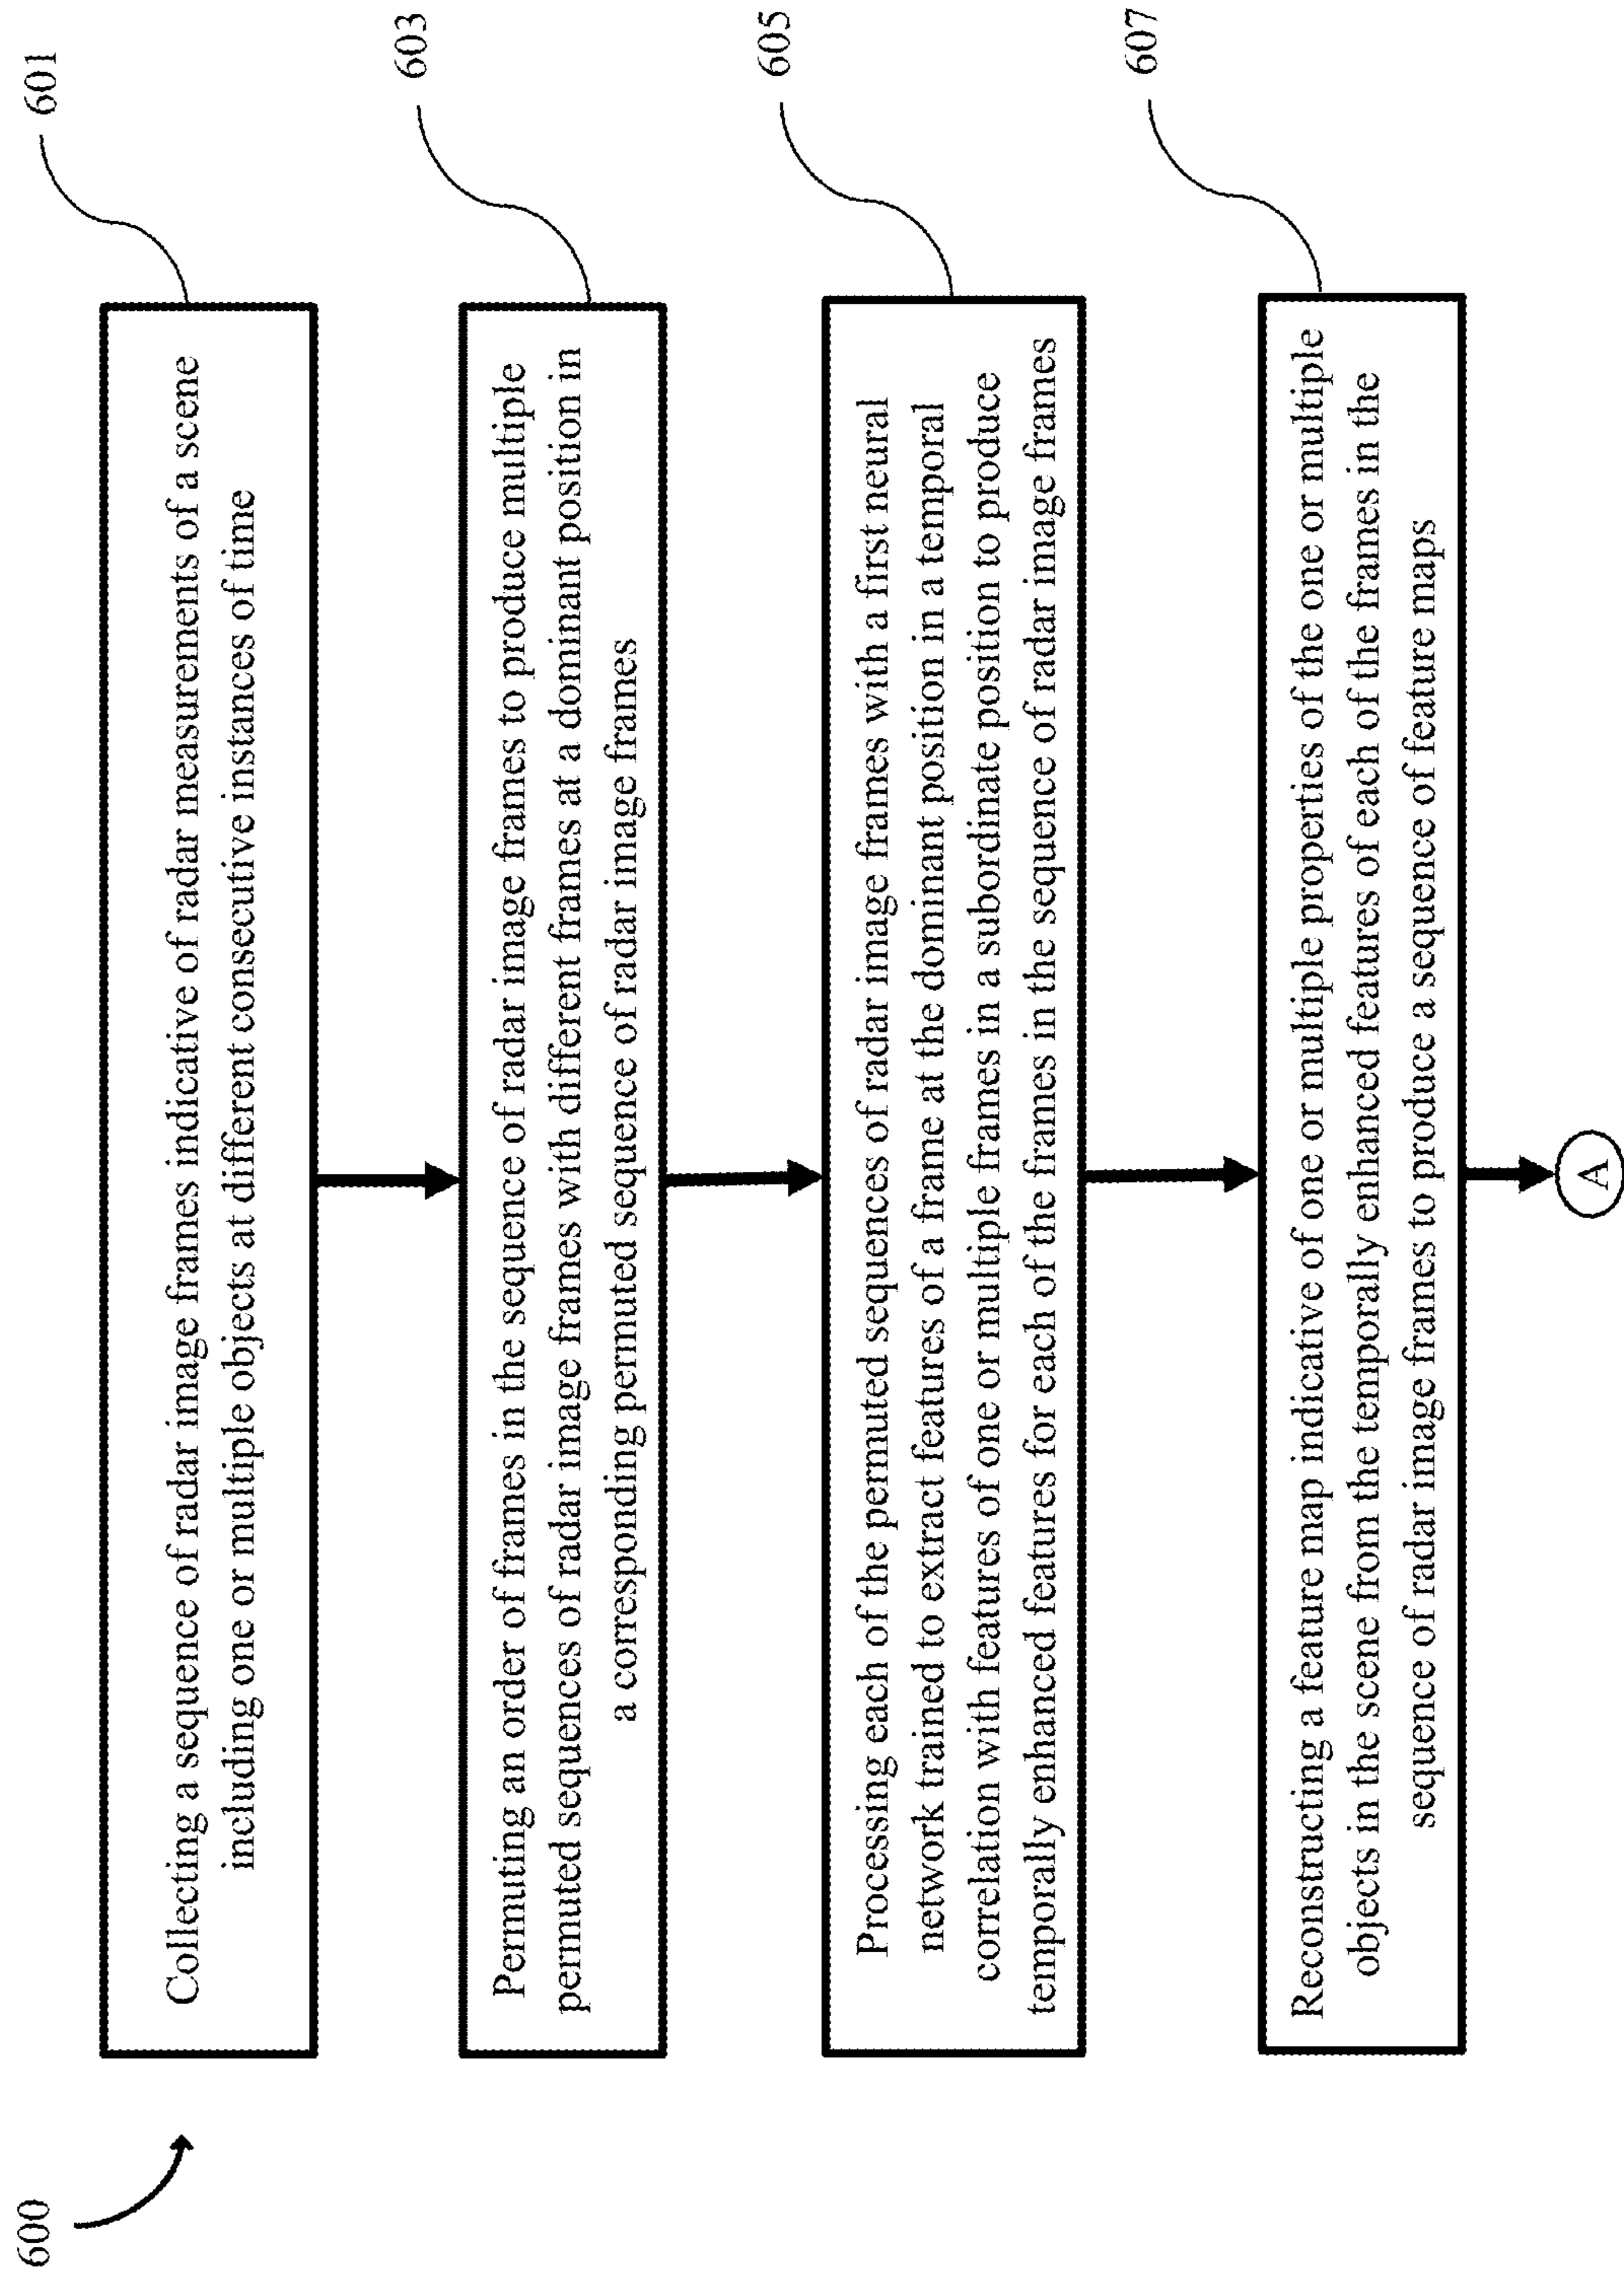 600
601
Collecting a sequence of radar image frames indicative of radar measurements of a scene
including one or multiple objects at different consecutive instances of time
603
Permuting an order of frames in the sequence of radar image frames to produce multiple
permuted sequences of radar image frames with different frames at a dominant position in
a corresponding permuted sequence of radar image frames
605
Processing each of the permuted sequences of radar image frames with a first neural
network trained to extract features of a frame at the dominant position in a temporal
correlation with features of one or multiple frames in a subordinate position to produce
temporally enhanced features for each of the frames in the sequence of radar image frames
607
Reconstructing a feature map indicative of one or multiple properties of the one or multiple
objects in the scene from the temporally enhanced features of each of the frames in the
sequence of radar image frames to produce a sequence of feature maps
A